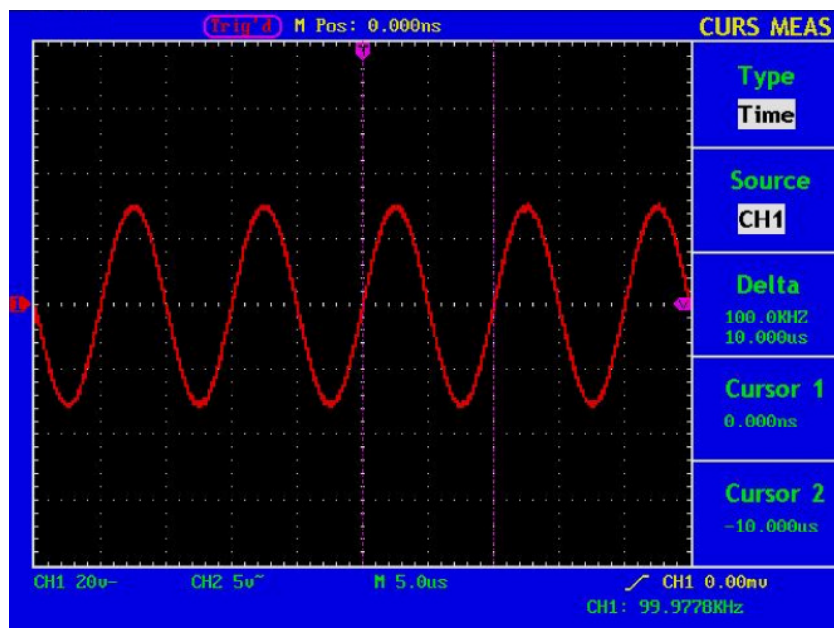 Trig'd M Pos: 0.000ns CURS MEAS
Type
Time
Source
CH1
Delta
100.0KHZ
10.000us
Cursor 1
0.000ns
Cursor 2
-10.000us
T
1
V
CH1 20v- CH2 5v~ M 5.0us CH1 0.00mv
CH1: 99.9778KHz